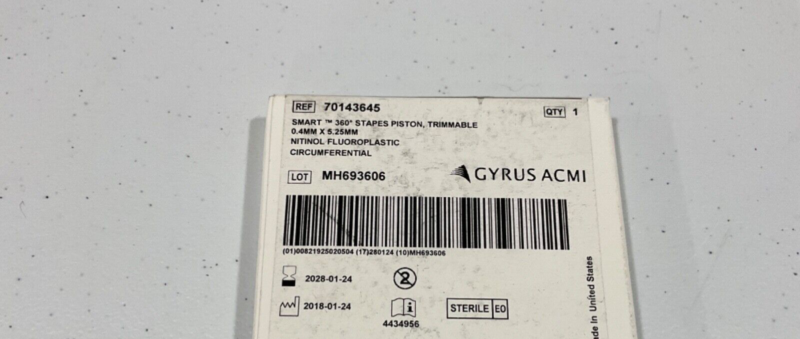 REF 70143645
QTY 1
SMART ™ 360° STAPES PISTON, TRIMMABLE
0.4MM X 5.25MM
NITINOL FLUOROPLASTIC
CIRCUMFERENTIAL
LOT MH693606
GYRUS ACMI
(01)00821925020504 (17)280124 (10)MH693606
2028-01-24
2
2018-01-24
i
STERILE EO
4434956
de in United States